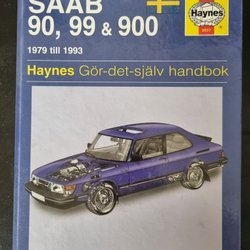 SAAB
90, 99 & 900
1979 till 1993
Haynes
Haynes Gör-det-själv handbok